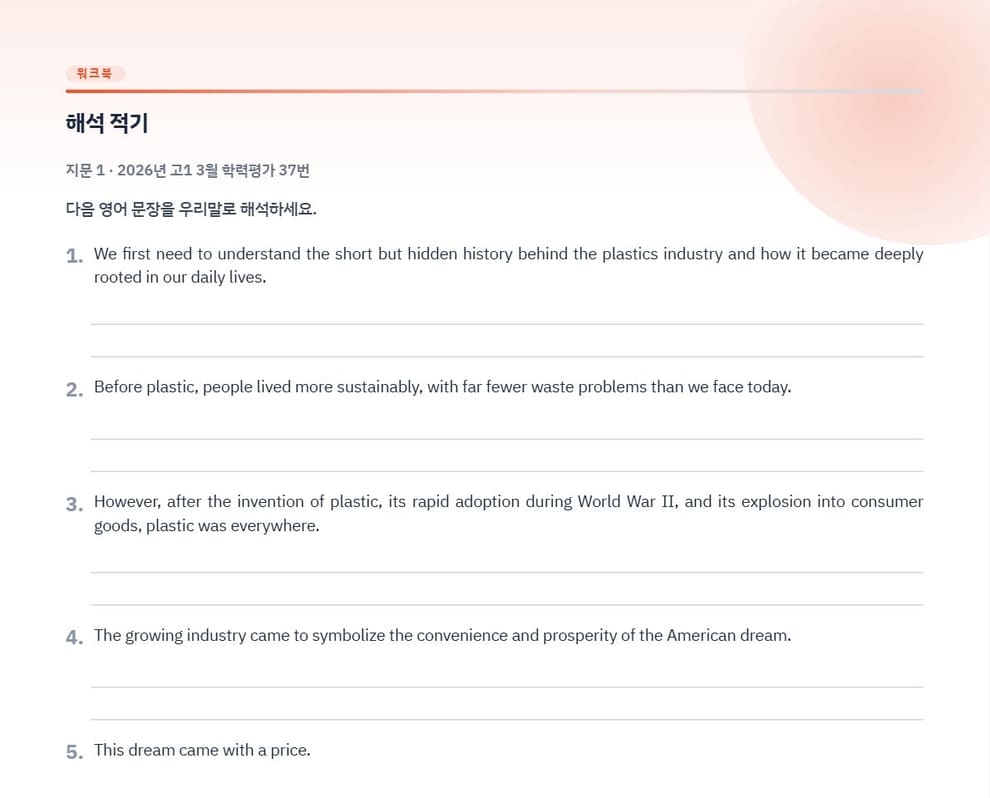 워크북
해석 적기
지문 1 · 2026년 고1 3월 학력평가 37번
다음 영어 문장을 우리말로 해석하세요.
1. We first need to understand the short but hidden history behind the plastics industry and how it became deeply
rooted in our daily lives.
2. Before plastic, people lived more sustainably, with far fewer waste problems than we face today.
3. However, after the invention of plastic, its rapid adoption during World War II, and its explosion into consumer
goods, plastic was everywhere.
4. The growing industry came to symbolize the convenience and prosperity of the American dream.
5. This dream came with a price.